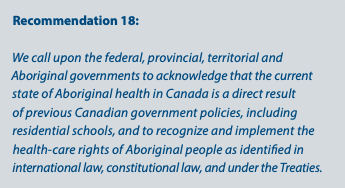 Recommendation 18:
We call upon the federal, provincial, territorial and
Aboriginal governments to acknowledge that the current
state of Aboriginal health in Canada is a direct result
of previous Canadian government policies, including
residential schools, and to recognize and implement the
health-care rights of Aboriginal people as identified in
international law, constitutional law, and under the Treaties.